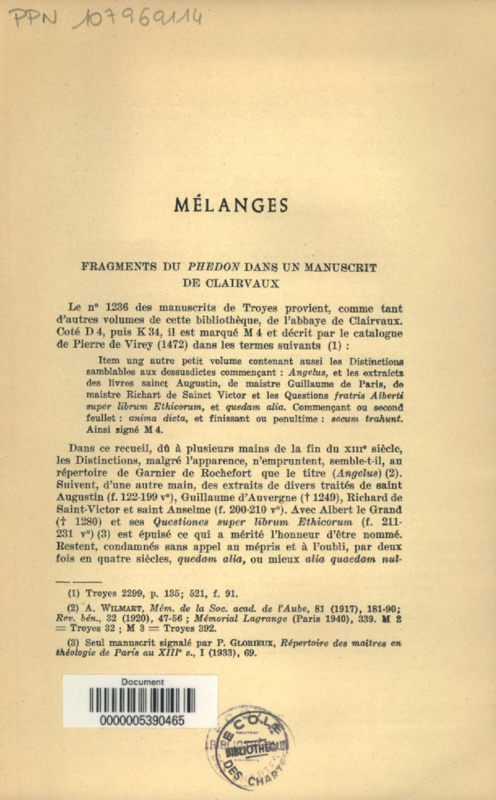 PPN 107969114
MÉLANGES
FRAGMENTS DU PHEDON DANS UN MANUSCRIT
DE CLAIRVAUX
Le n° 1236 des manuscrits de Troyes provient, comme tant
d'autres volumes de cette bibliothèque, de l'abbaye de Clairvaux.
Coté D 4, puis K 34, il est marqué M 4 et décrit par le catalogue
de Pierre de Virey (1472) dans les termes suivants (1) :
Item ung autre petit volume contenant aussi les Distinctions
samblables aux dessusdictes commençant : Angelus, et les extraictz
des livres sainct Augustin, de maistre Guillaume de Paris, de
maistre Richart de Sainct Victor et les Questions fratris Alberti
super librum Ethicorum, et quedam alia. Commençant ou second
feullet : anima dicta, et finissant ou penultime : secum trahunt.
Ainsi signé M 4.
Dans ce recueil, dû à plusieurs mains de la fin du XIIIe siècle,
les Distinctions, malgré l'apparence, n'empruntent, semble-t-il, au
répertoire de Garnier de Rochefort que le titre (Angelus) (2).
Suivent, d'une autre main, des extraits de divers traités de saint
Augustin (f. 122-199 v°), Guillaume d'Auvergne († 1249), Richard de
Saint-Victor et saint Anselme (f. 200-210 v°). Avec Albert le Grand
(† 1280) et ses Questiones super librum Ethicorum (f. 211-
231 v°) (3) est épuisé ce qui a mérité l'honneur d'être nommé.
Restent, condamnés sans appel au mépris et à l'oubli, par deux
fois en quatre siècles, quedam alia, ou mieux alia quaedam nul-
(1) Troyes 2299, p. 135; 521, f. 91.
(2) A. WILMART, Mém. de la Soc. acad. de l'Aube, 81 (1917), 181-90;
Rev. bén., 32 (1920), 47-56 ; Mémorial Lagrange (Paris 1940), 339. M 2
= Troyes 32 ; M 3 = Troyes 392.
(3) Seul manuscrit signalé par P. GLORIEUX, Répertoire des maîtres en
théologie de Paris au XIIIe s., I (1933), 69.
Document
0000005390465
ECOLE
BIBLIOTHÈQUE
DES CHARTES